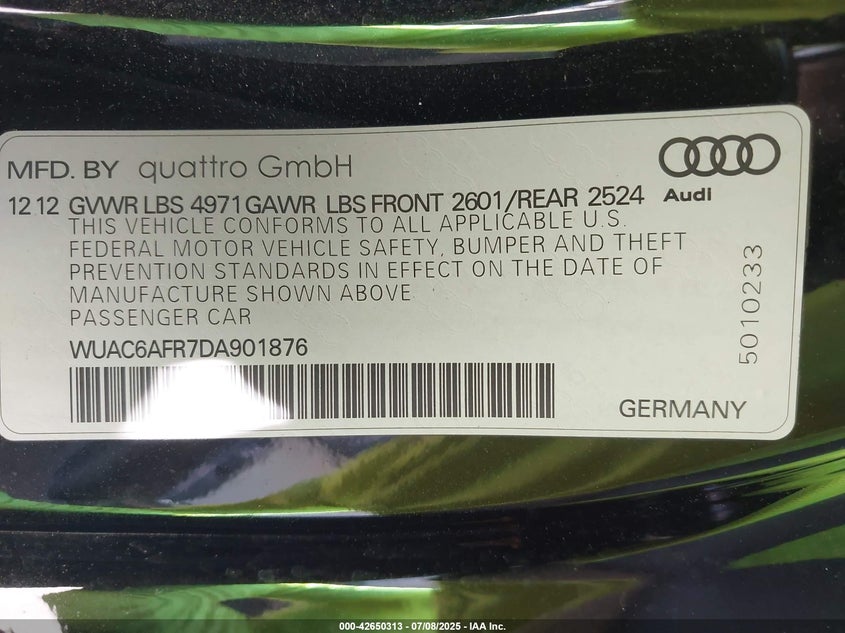 MFD. BY quattro GmbH
12 12 GVWR LBS 4971 GAWR LBS FRONT 2601/REAR 2524
Audi
THIS VEHICLE CONFORMS TO ALL APPLICABLE U.S.
FEDERAL MOTOR VEHICLE SAFETY, BUMPER AND THEFT
PREVENTION STANDARDS IN EFFECT ON THE DATE OF
MANUFACTURE SHOWN ABOVE
PASSENGER CAR
WUAC6AFR7DA901876
5010233
GERMANY
000-42650313 - 07/08/2025 - IAA Inc.